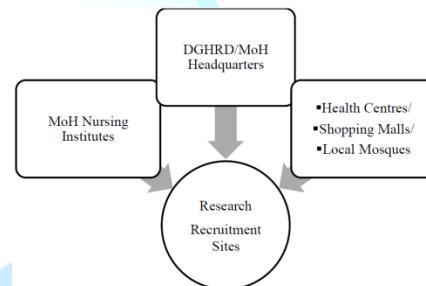 DGHRD/MoH
Headquarters
MoH Nursing
Institutes
▪Health Centres/
▪Shopping Malls/
▪Local Mosques
Research
Recruitment
Sites